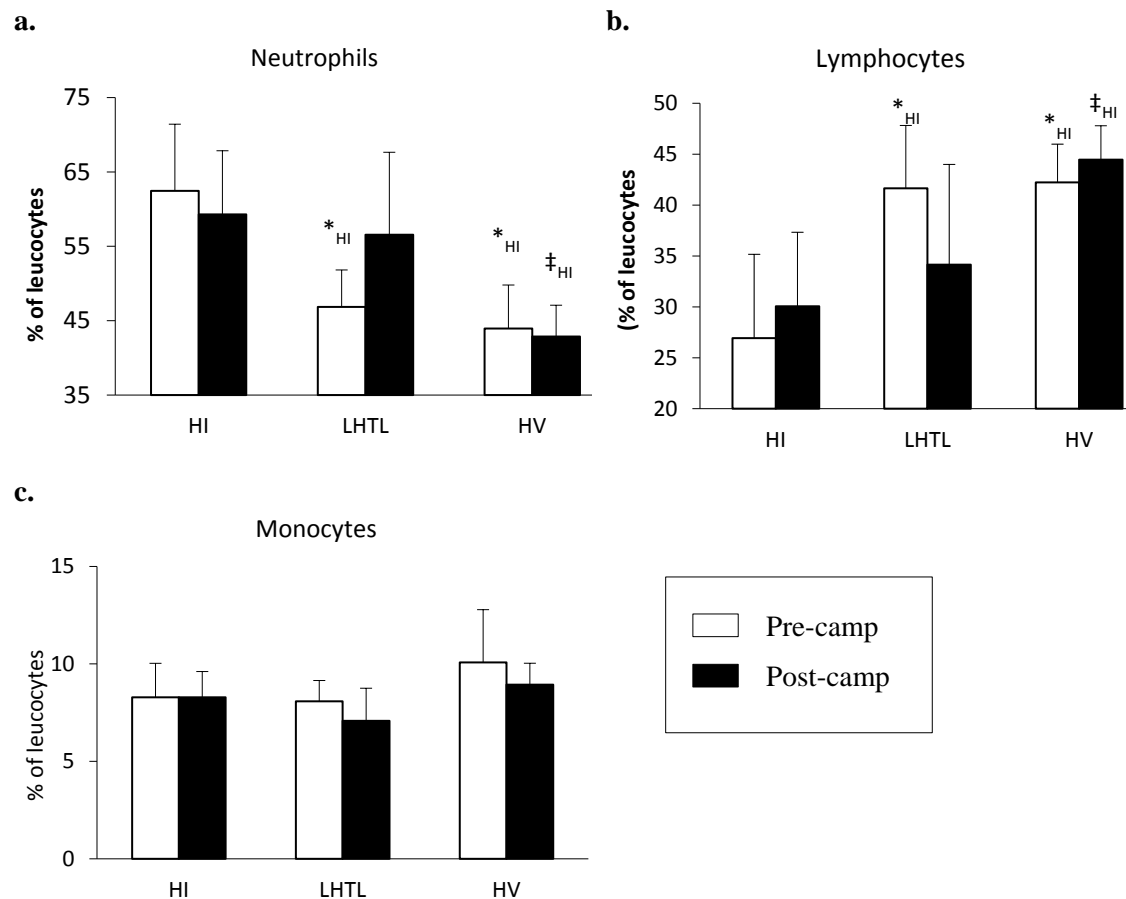 a.
Neutrophils
75
65
55
45
35
% of leucocytes
*HI
*HI
‡HI
HI
LHTL
HV
b.
Lymphocytes
50
45
40
35
30
25
20
(% of leucocytes
*HI
*HI
‡HI
HI
LHTL
HV
c.
Monocytes
15
10
5
0
% of leucocytes
HI
LHTL
HV
Pre-camp
Post-camp